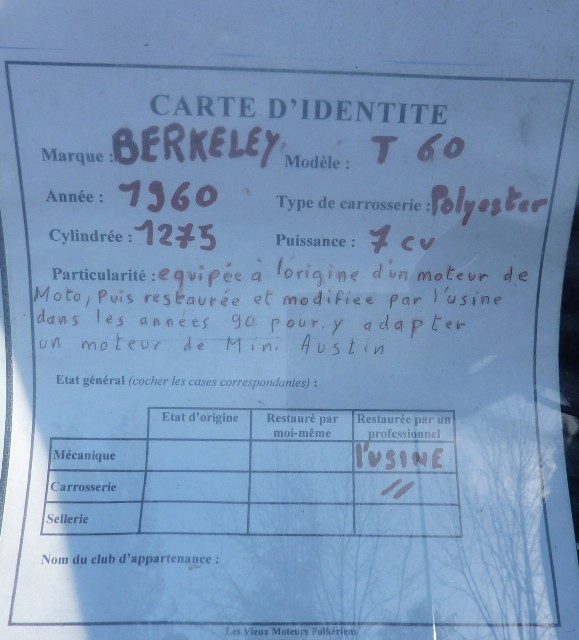 CARTE D'IDENTITE
Marque : BERKELEY Modèle : T 60
Année : 1960 Type de carrosserie : Polyester
Cylindrée : 1275 Puissance : 7 cv
Particularité : equipée à l'origine d'un moteur de
Moto, Puis restaurée et modifiee par l'usine
dans les années 90 pour.y adapter
un moteur de Mini Austin
Etat général (cocher les cases correspondantes) :
Etat d'origine Restauré par moi-même Restaurée par un professionnel
Mécanique l'USINE
Carrosserie //
Sellerie
Nom du club d'appartenance :
Les Vieux Moteurs